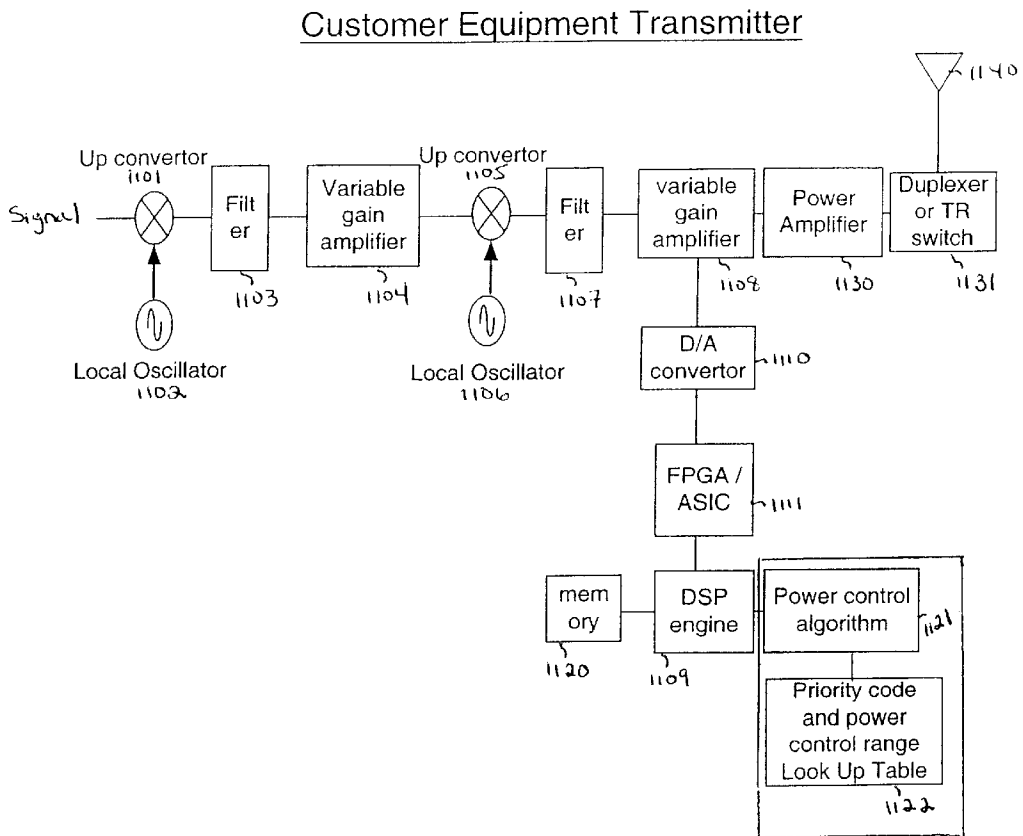 Customer Equipment Transmitter
1140
Up convertor
1101
Up convertor
1105
Signal
Filt
er
1103
Variable
gain
amplifier
1104
Filt
er
1107
variable
gain
amplifier
1108
Power
Amplifier
1130
Duplexer
or TR
switch
1131
Local Oscillator
1102
Local Oscillator
1106
D/A
convertor
1110
FPGA /
ASIC
1111
mem
ory
1120
DSP
engine
1109
Power control
algorithm
1121
Priority code
and power
control range
Look Up Table
1122